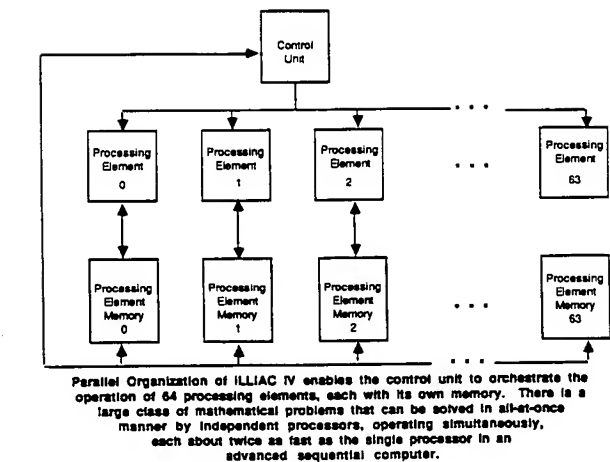 Control
Unit
Processing
Element
0
Processing
Element
1
Processing
Element
2
Processing
Element
63
Processing
Element
Memory
0
Processing
Element
Memory
1
Processing
Element
Memory
2
Processing
Element
Memory
63
Parallel Organization of ILLIAC IV enables the control unit to orchestrate the
operation of 64 processing elements, each with its own memory. There is a
large class of mathematical problems that can be solved in all-at-once
manner by independent processors, operating simultaneously,
each about twice as fast as the single processor in an
advanced sequential computer.